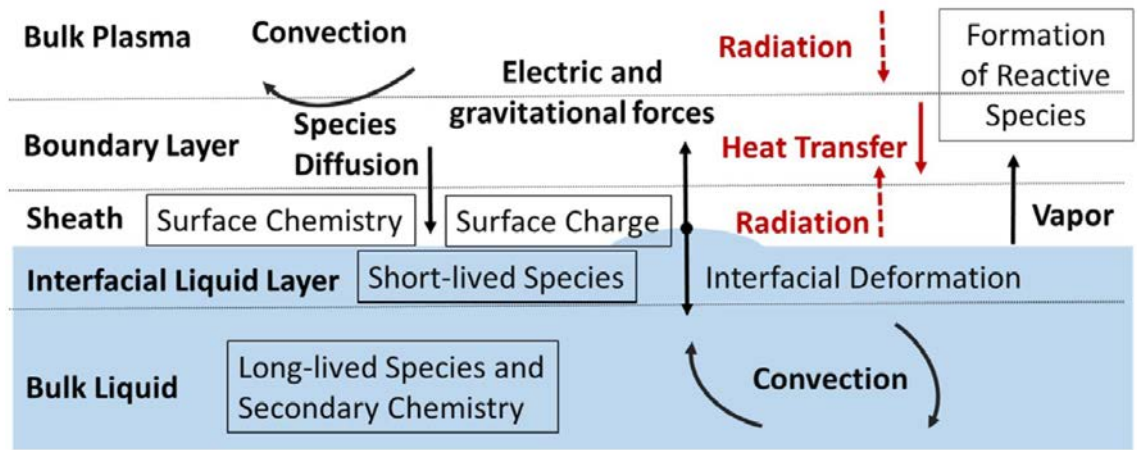 Bulk Plasma
Convection
Electric and
gravitational forces
Radiation
Formation
of Reactive
Species
Boundary Layer
Species
Diffusion
Heat Transfer
Sheath
Surface Chemistry
Surface Charge
Radiation
Vapor
Interfacial Liquid Layer
Short-lived Species
Interfacial Deformation
Bulk Liquid
Long-lived Species and
Secondary Chemistry
Convection